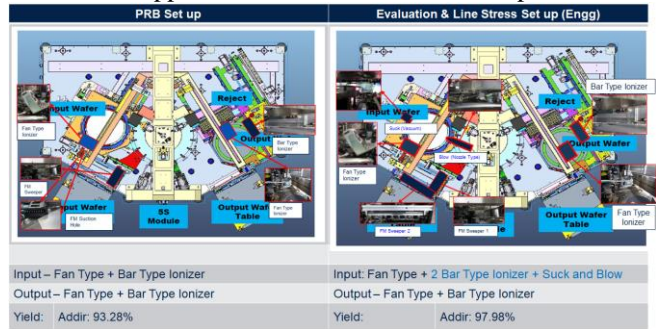 PRB Set up
Evaluation & Line Stress Set up (Engg)
Input Wafer
Reject
Output
Fan Type Ionizer
Bar Type Ionizer
FM Sweeper
FM Suction Hole
Input Wafer
SS Module
Output Wafer Table
Fan Type Ionizer
Bar Type Ionizer
Input Wafer
Reject
Suck (Vacuum)
Blow (Nozzle Type)
Output Wafer
Fan Type Ionizer
FM Sweeper 2
FM Sweeper 1
Output Wafer Table
Fan Type Ionizer
Input – Fan Type + Bar Type Ionizer
Input: Fan Type + 2 Bar Type Ionizer + Suck and Blow
Output – Fan Type + Bar Type Ionizer
Output – Fan Type + Bar Type Ionizer
Yield: Addir: 93.28%
Yield: Addir: 97.98%